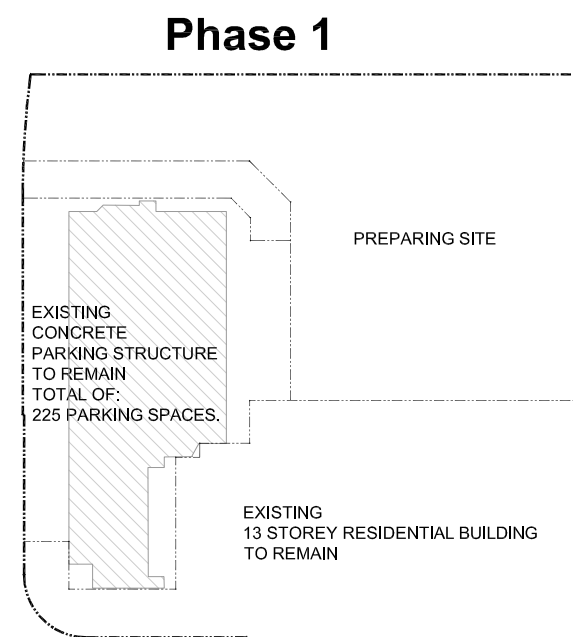 Phase 1
PREPARING SITE
EXISTING
CONCRETE
PARKING STRUCTURE
TO REMAIN
TOTAL OF:
225 PARKING SPACES.
EXISTING
13 STOREY RESIDENTIAL BUILDING
TO REMAIN